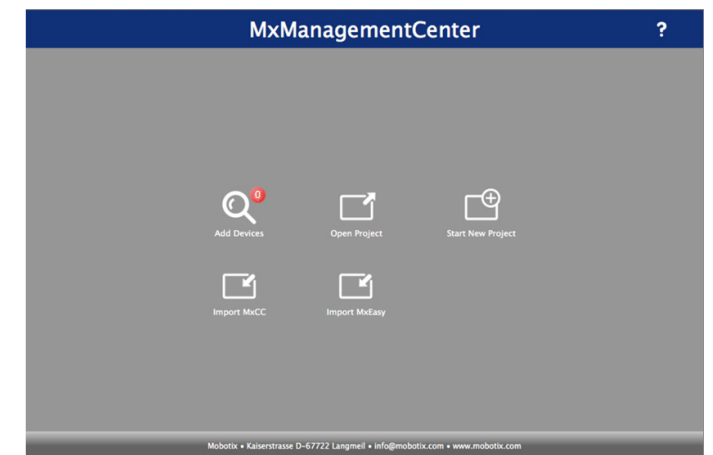 MxManagementCenter ?
0
Add Devices Open Project Start New Project
Import MxCC Import MxEasy
Mobotix • Kaiserstrasse D-67722 Langmeil • info@mobotix.com • www.mobotix.com